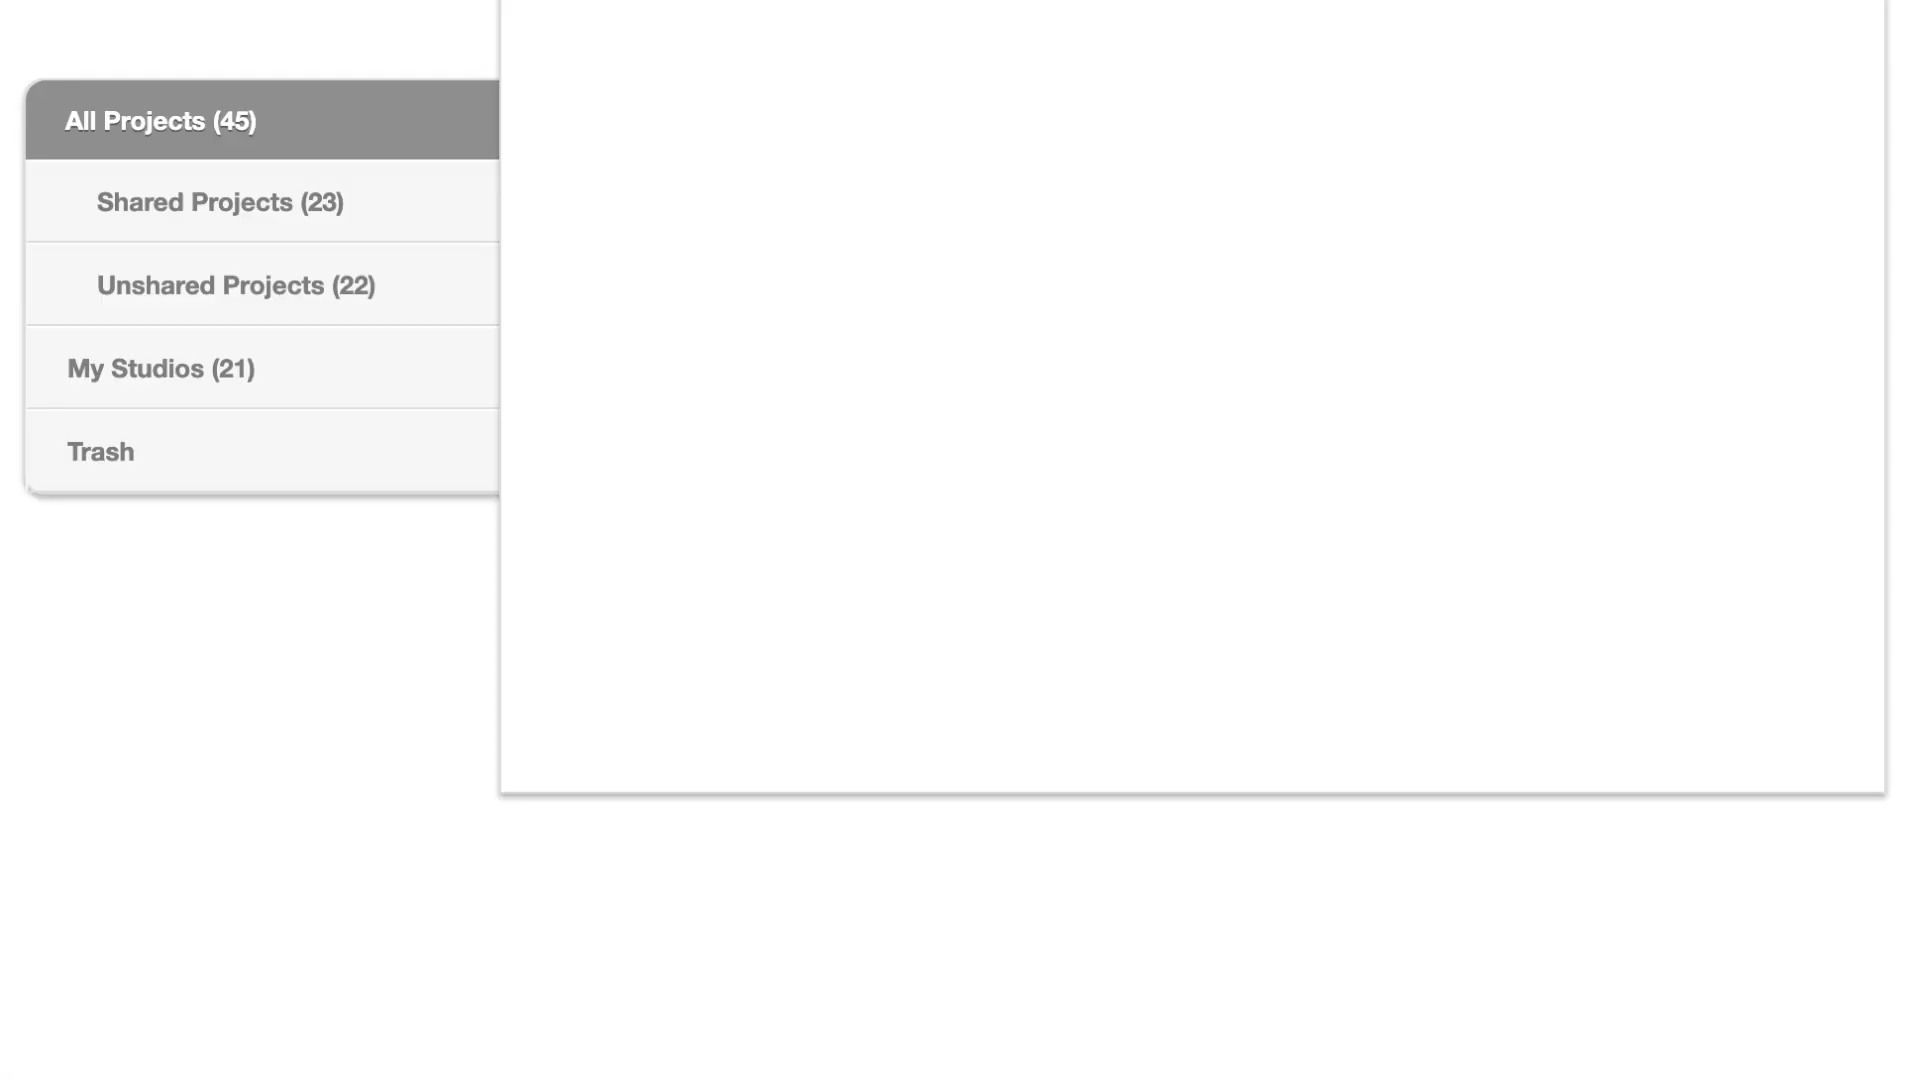 All Projects (45)
Shared Projects (23)
Unshared Projects (22)
My Studios (21)
Trash